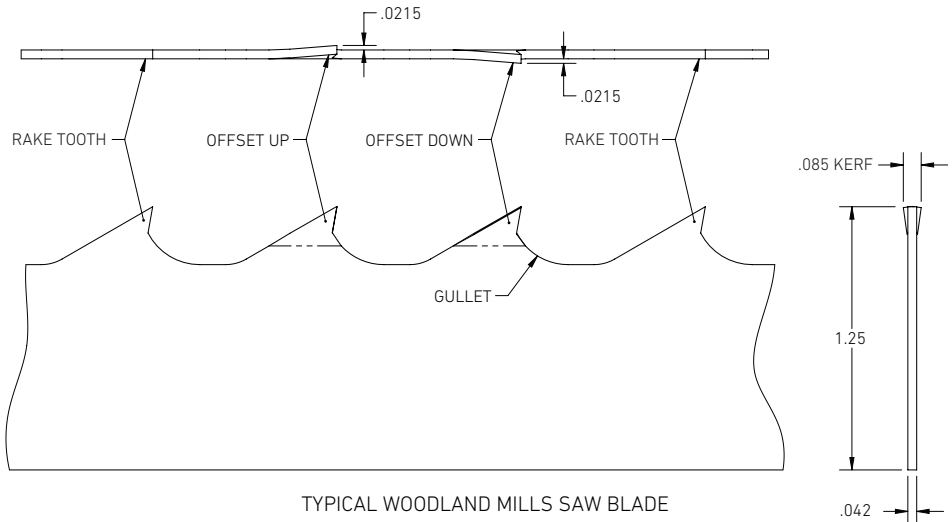 .0215
.0215
RAKE TOOTH
OFFSET UP
OFFSET DOWN
RAKE TOOTH
.085 KERF
GULLET
1.25
TYPICAL WOODLAND MILLS SAW BLADE
.042